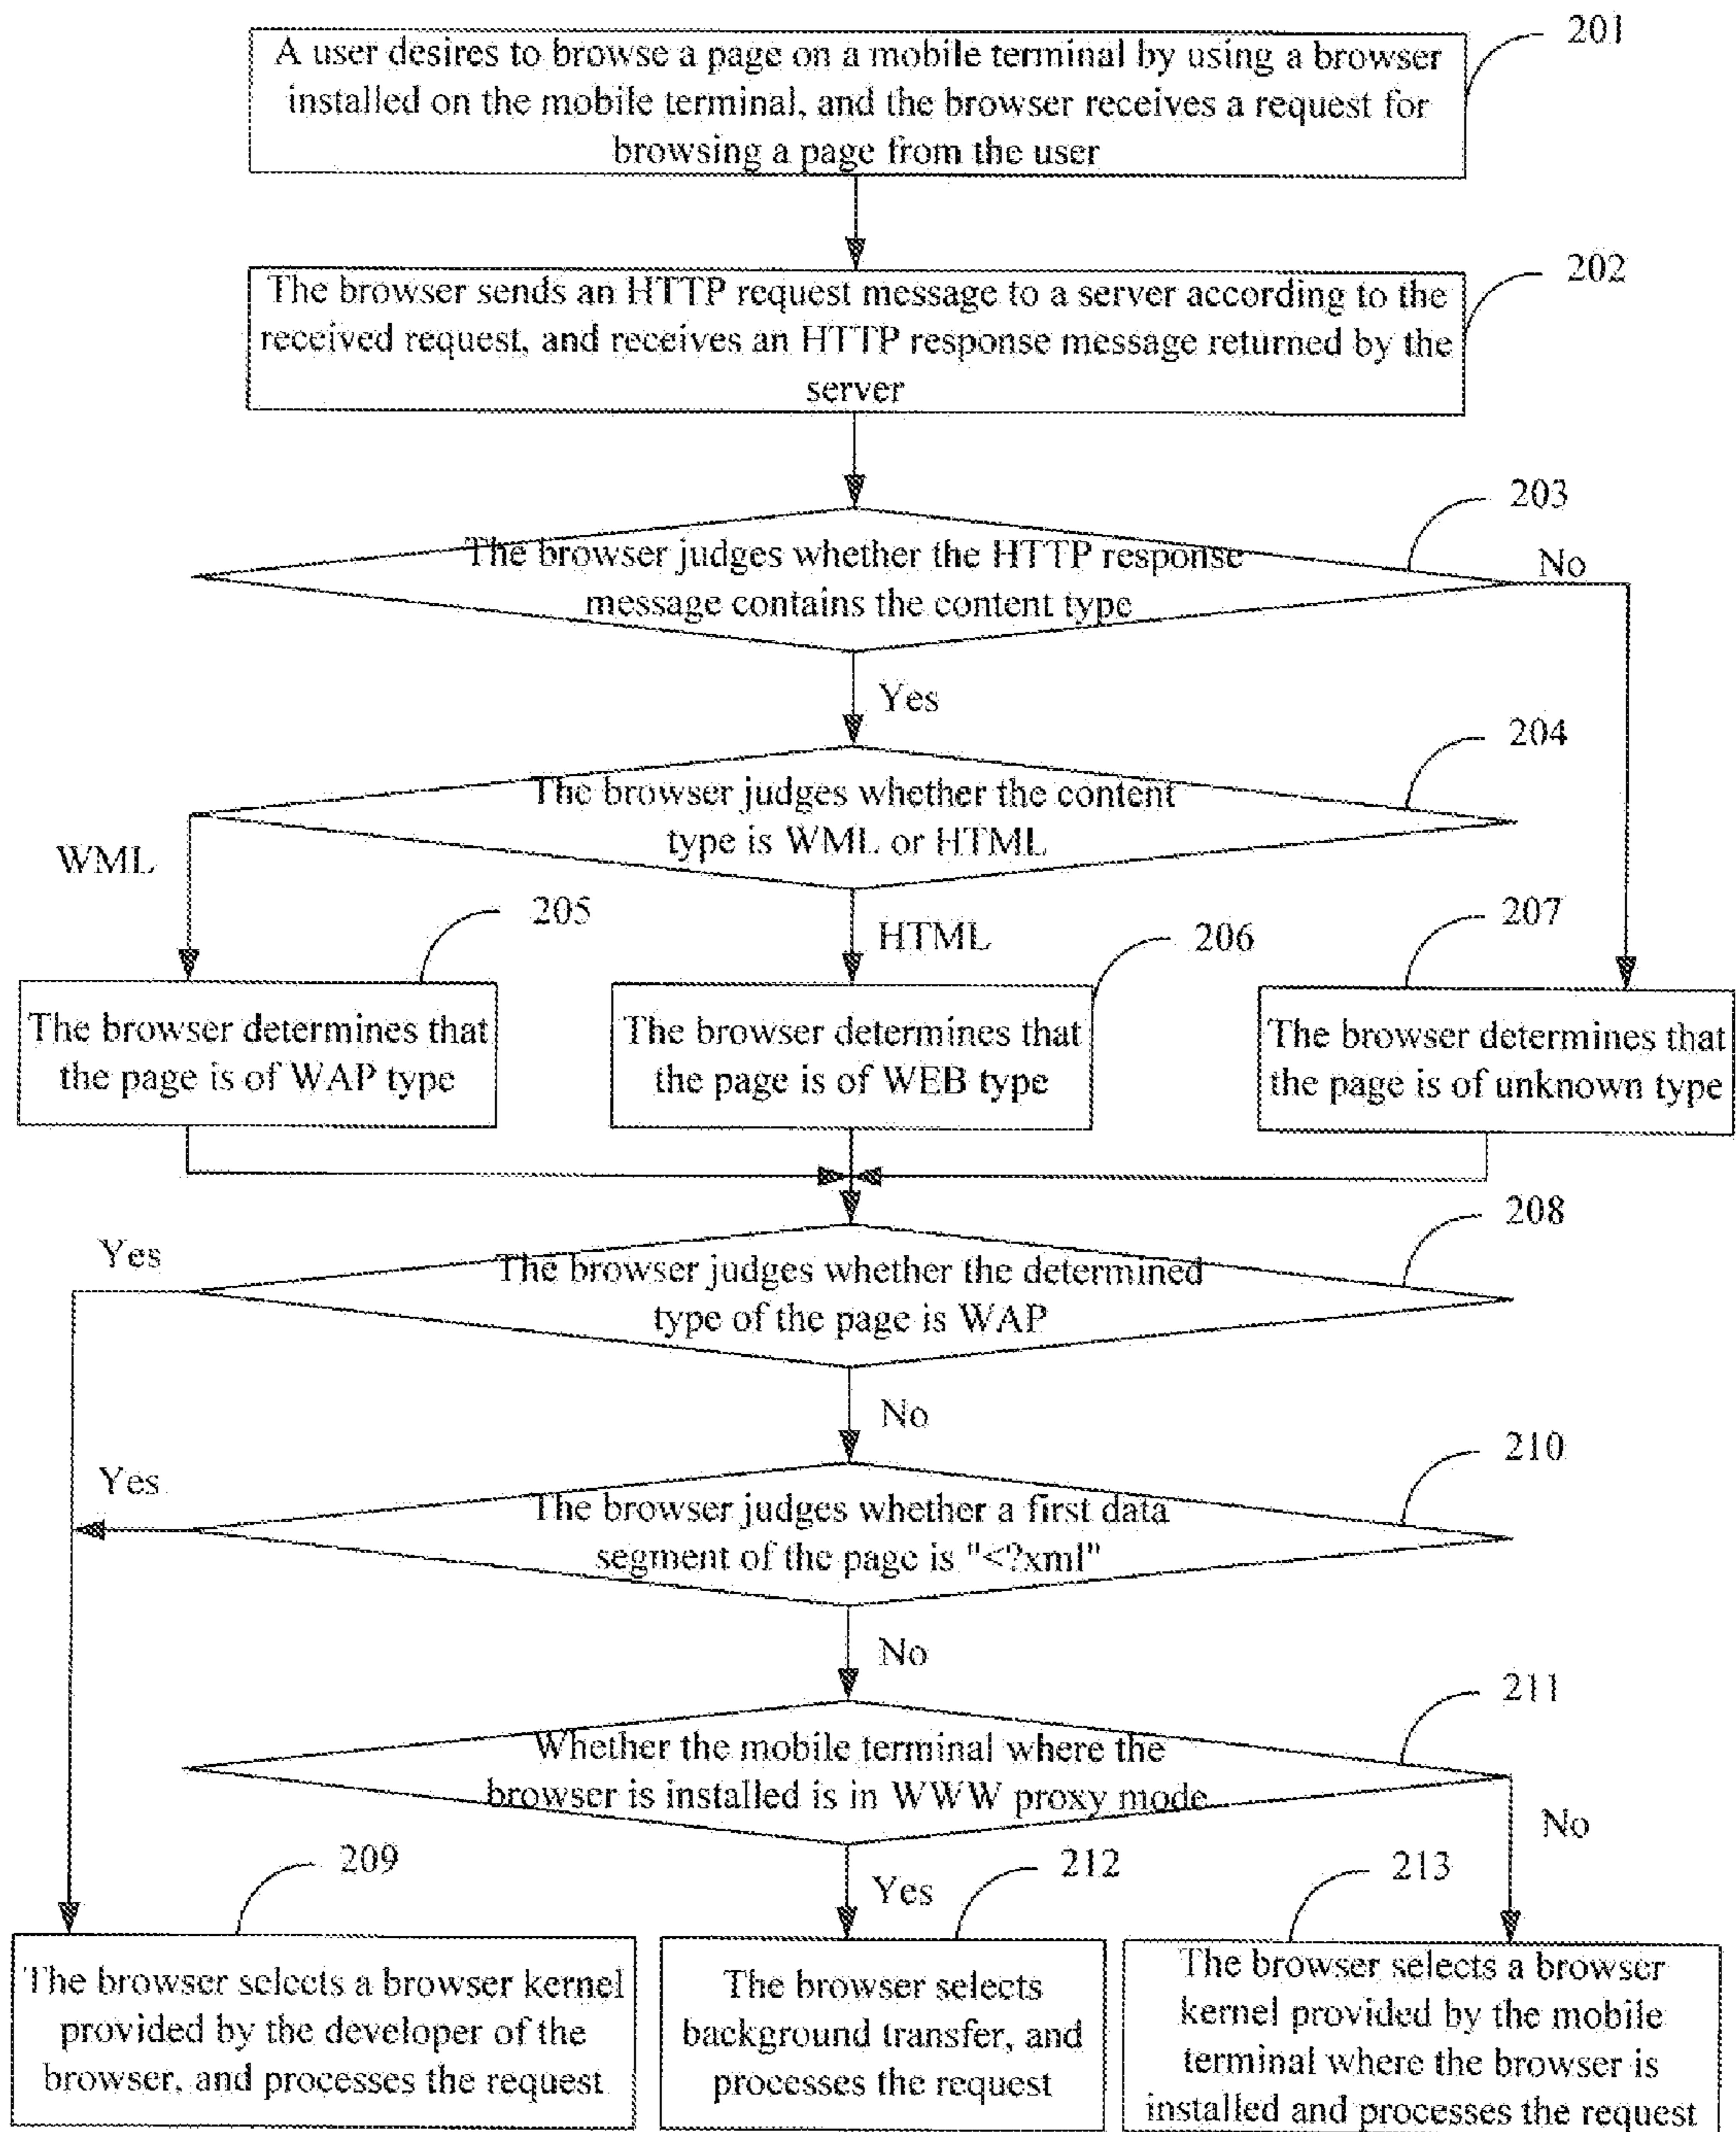 201
A user desires to browse a page on a mobile terminal by using a browser
installed on the mobile terminal, and the browser receives a request for
browsing a page from the user
202
The browser sends an HTTP request message to a server according to the
received request, and receives an HTTP response message returned by the
server
203
The browser judges whether the HTTP response
message contains the content type
No
Yes
204
The browser judges whether the content
type is WML or HTML
WML
HTML
205
206
207
The browser determines that
the page is of WAP type
The browser determines that
the page is of WEB type
The browser determines that
the page is of unknown type
208
Yes
The browser judges whether the determined
type of the page is WAP
No
210
Yes
The browser judges whether a first data
segment of the page is "<?xml"
No
211
Whether the mobile terminal where the
browser is installed is in WWW proxy mode
No
Yes
209
212
213
The browser selects a browser kernel
provided by the developer of the
browser, and processes the request
The browser selects
background transfer, and
processes the request
The browser selects a browser
kernel provided by the mobile
terminal where the browser is
installed and processes the request